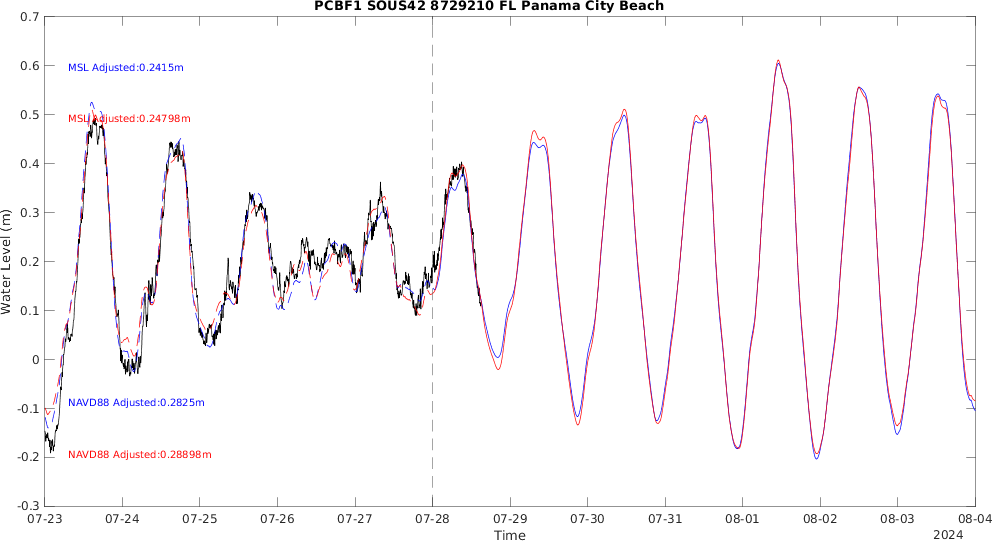 PCBF1 SOUS42 8729210 FL Panama City Beach
0.7
0.6
0.5
0.4
0.3
0.2
0.1
0
-0.1
-0.2
-0.3
Water Level (m)
MSL Adjusted:0.2415m
MSL Adjusted:0.24798m
NAVD88 Adjusted:0.2825m
NAVD88 Adjusted:0.28898m
07-23 07-24 07-25 07-26 07-27 07-28 07-29 07-30 07-31 08-01 08-02 08-03 08-04
Time
2024